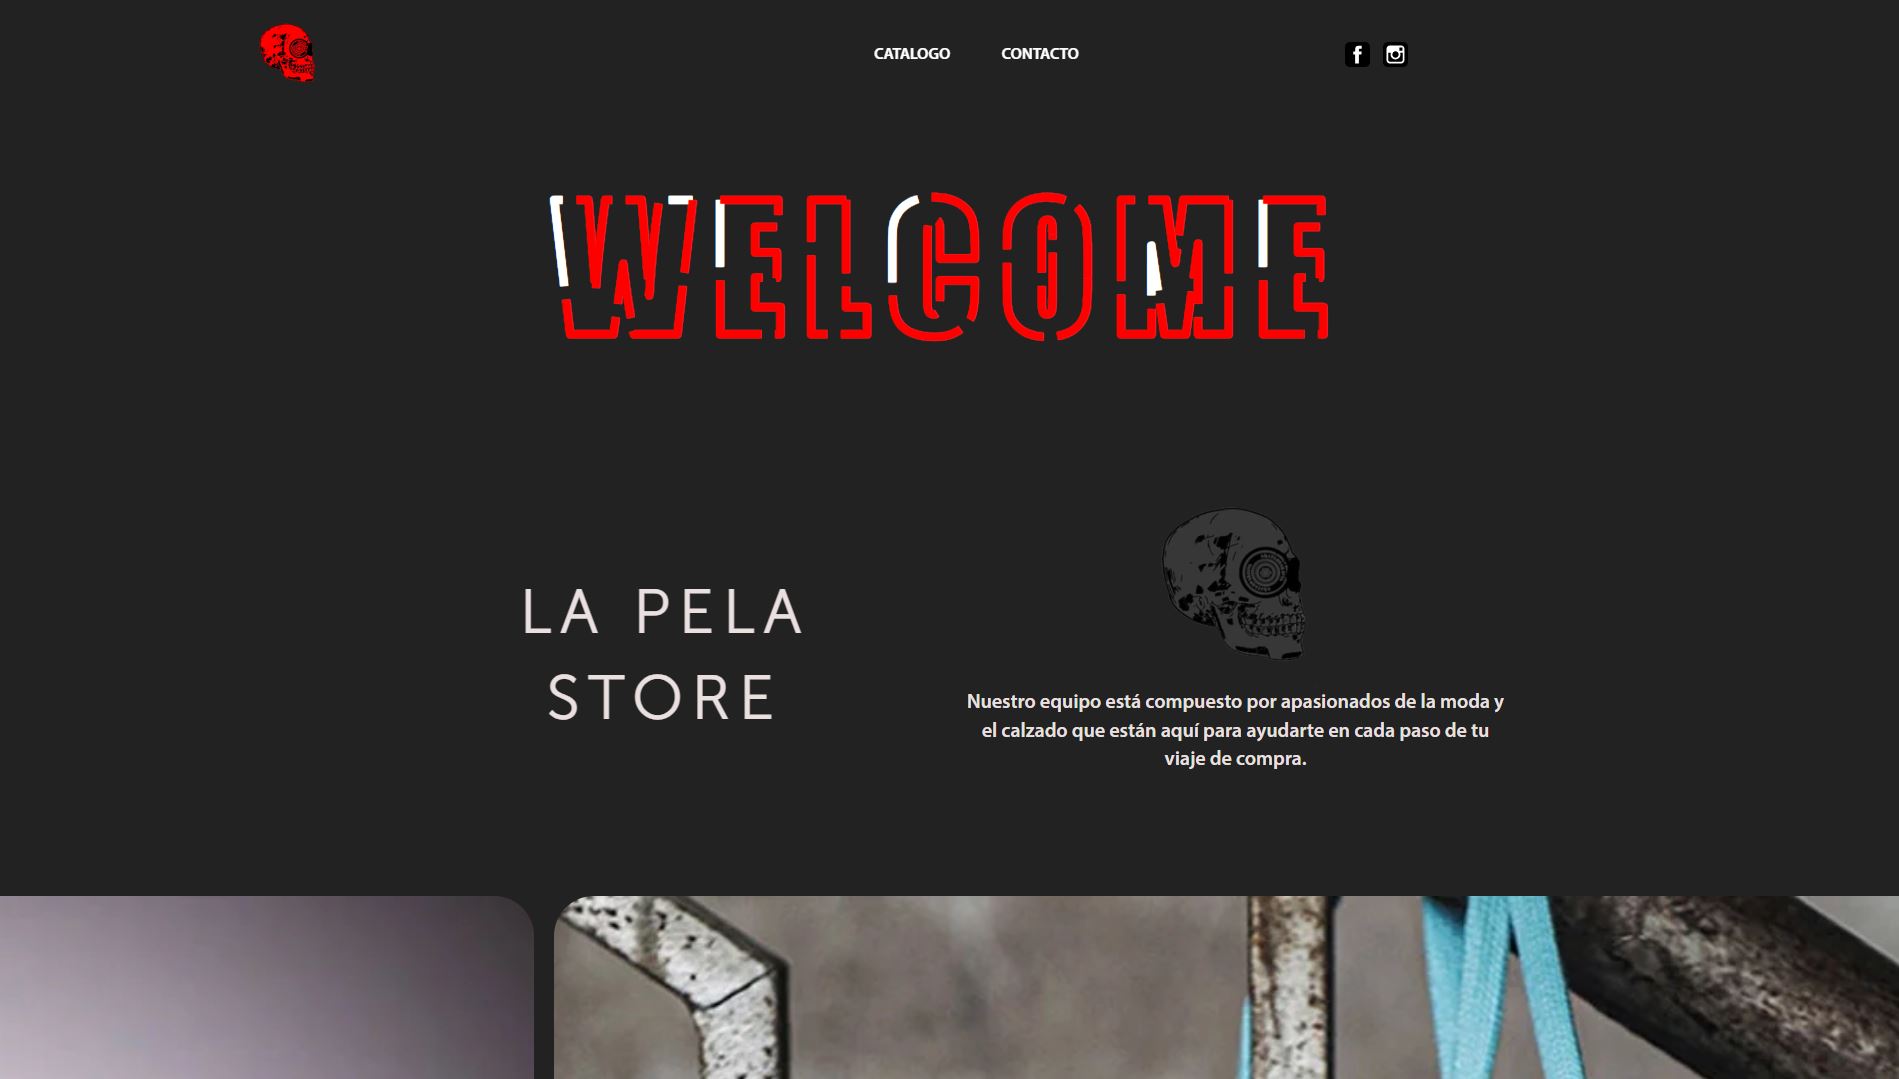 CATALOGO CONTACTO
WELCOME
LA PELA
STORE
Nuestro equipo está compuesto por apasionados de la moda y
el calzado que están aquí para ayudarte en cada paso de tu
viaje de compra.